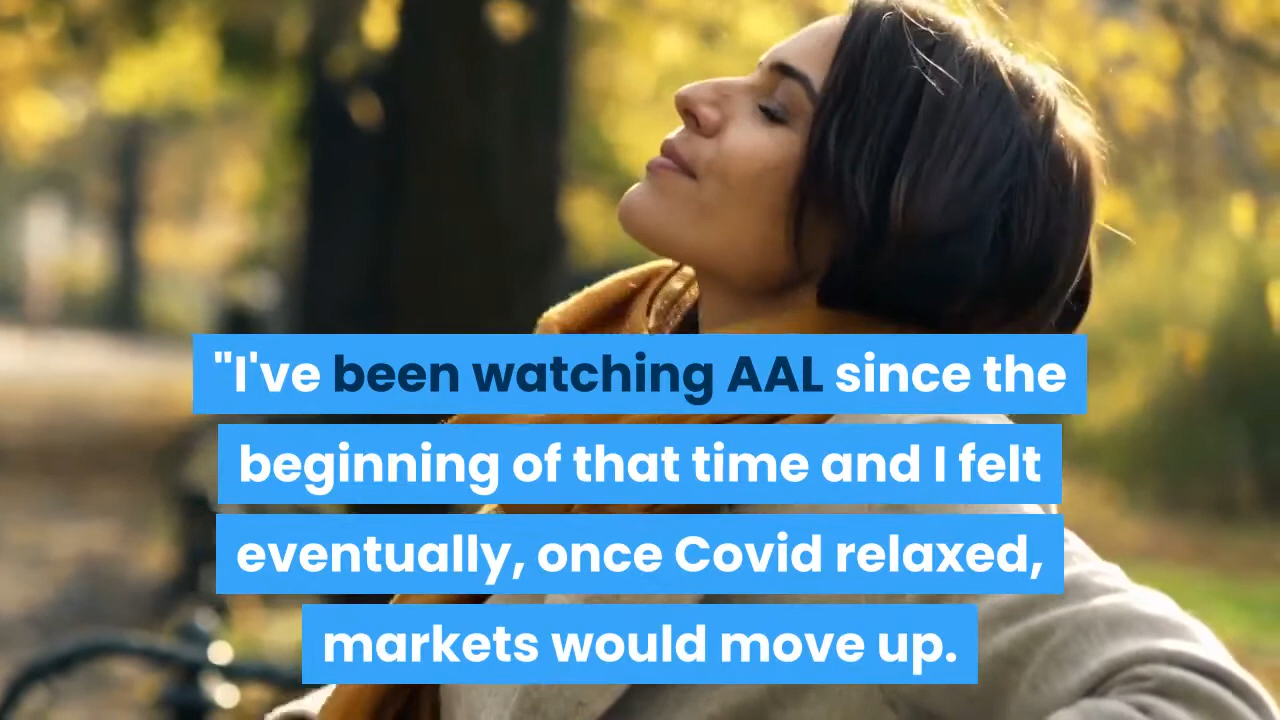 "I've been watching AAL since the
beginning of that time and I felt
eventually, once Covid relaxed,
markets would move up.